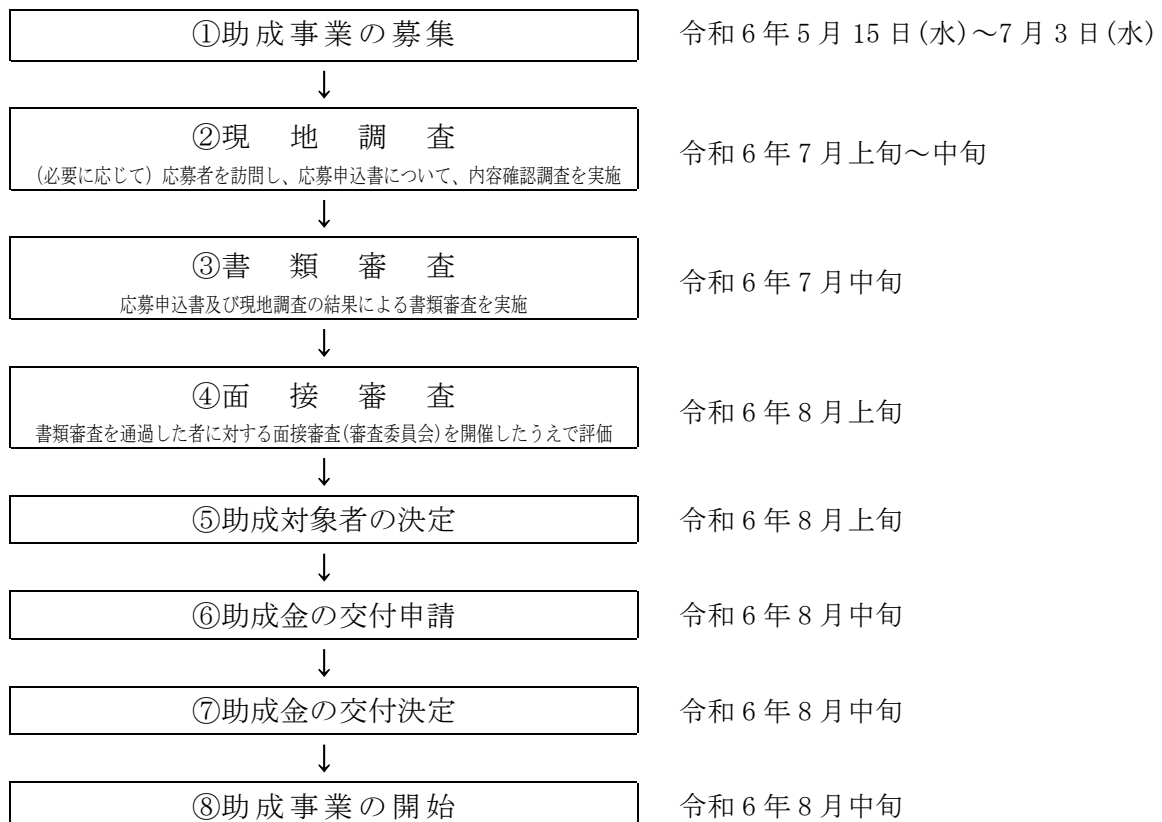 ①助成事業の募集 令和6年5月15日(水)～7月3日(水)
↓
②現 地 調 査
(必要に応じて) 応募者を訪問し、応募申込書について、内容確認調査を実施
令和6年7月上旬～中旬
↓
③書 類 審 査
応募申込書及び現地調査の結果による書類審査を実施
令和6年7月中旬
↓
④面 接 審 査
書類審査を通過した者に対する面接審査(審査委員会)を開催したうえで評価
令和6年8月上旬
↓
⑤助成対象者の決定 令和6年8月上旬
↓
⑥助成金の交付申請 令和6年8月中旬
↓
⑦助成金の交付決定 令和6年8月中旬
↓
⑧助成事業の開始 令和6年8月中旬